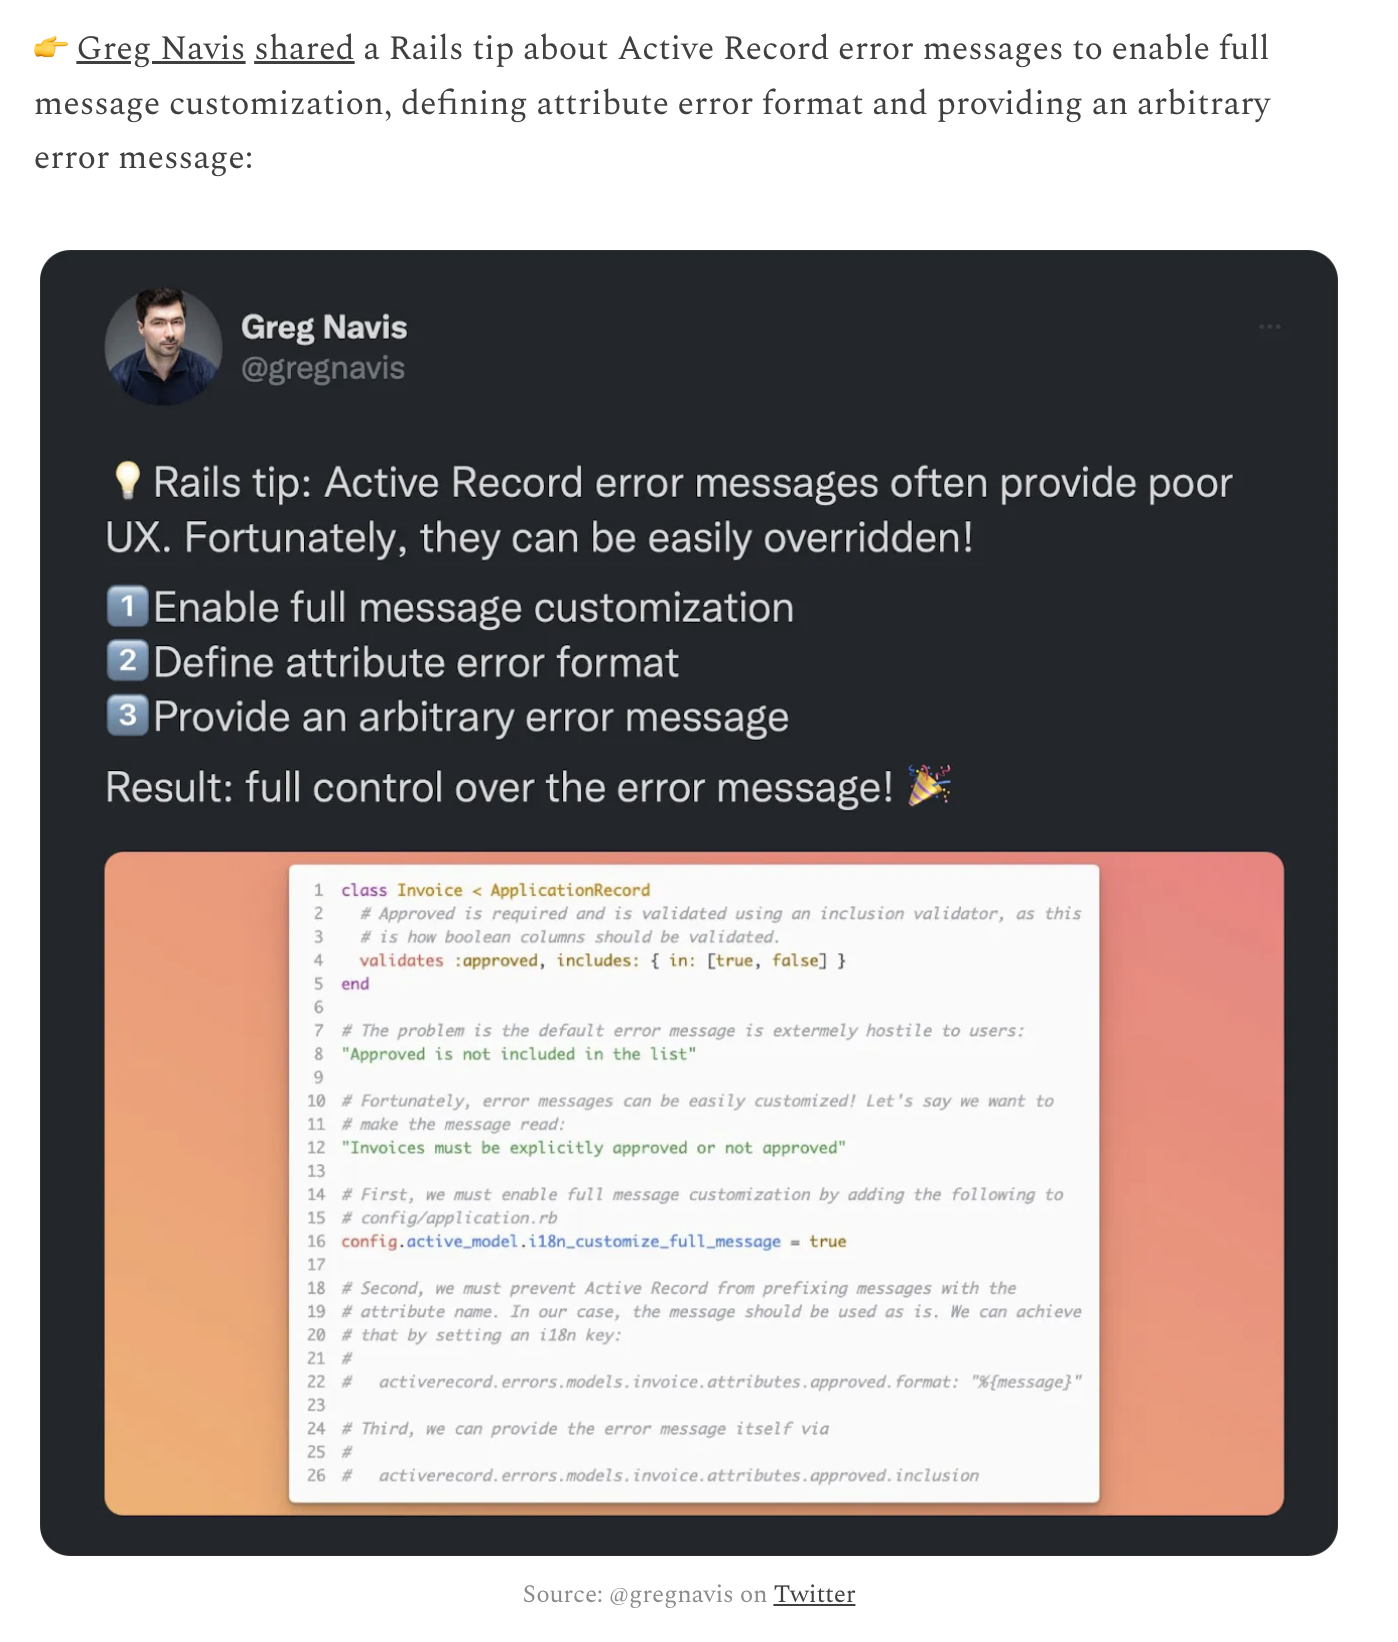 👉 Greg Navis shared a Rails tip about Active Record error messages to enable full
message customization, defining attribute error format and providing an arbitrary
error message:
Greg Navis
@gregnavis
...
💡 Rails tip: Active Record error messages often provide poor
UX. Fortunately, they can be easily overridden!
1️⃣ Enable full message customization
2️⃣ Define attribute error format
3️⃣ Provide an arbitrary error message
Result: full control over the error message! 🎉
1 class Invoice < ApplicationRecord
2   # Approved is required and is validated using an inclusion validator, as this
3   # is how boolean columns should be validated.
4   validates :approved, includes: { in: [true, false] }
5 end
6
7 # The problem is the default error message is extermely hostile to users:
8 "Approved is not included in the list"
9
10 # Fortunately, error messages can be easily customized! Let's say we want to
11 # make the message read:
12 "Invoices must be explicitly approved or not approved"
13
14 # First, we must enable full message customization by adding the following to
15 # config/application.rb
16 config.active_model.i18n_customize_full_message = true
17
18 # Second, we must prevent Active Record from prefixing messages with the
19 # attribute name. In our case, the message should be used as is. We can achieve
20 # that by setting an i18n key:
21 #
22 #   activerecord.errors.models.invoice.attributes.approved.format: "%{message}"
23
24 # Third, we can provide the error message itself via
25 #
26 #   activerecord.errors.models.invoice.attributes.approved.inclusion
Source: @gregnavis on Twitter